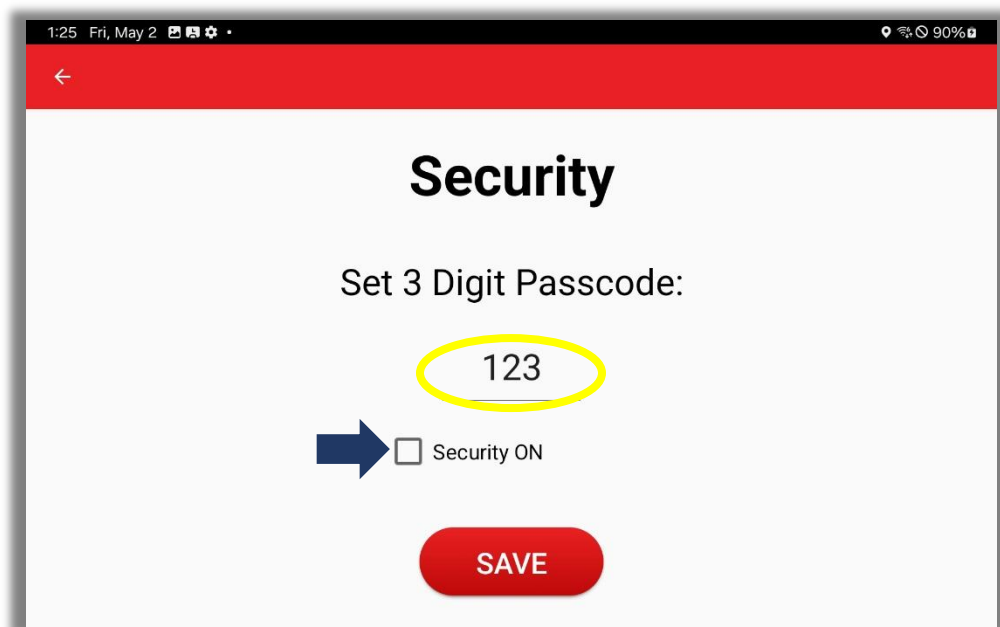 1:25 Fri, May 2 90%
Security
Set 3 Digit Passcode:
123
Security ON
SAVE